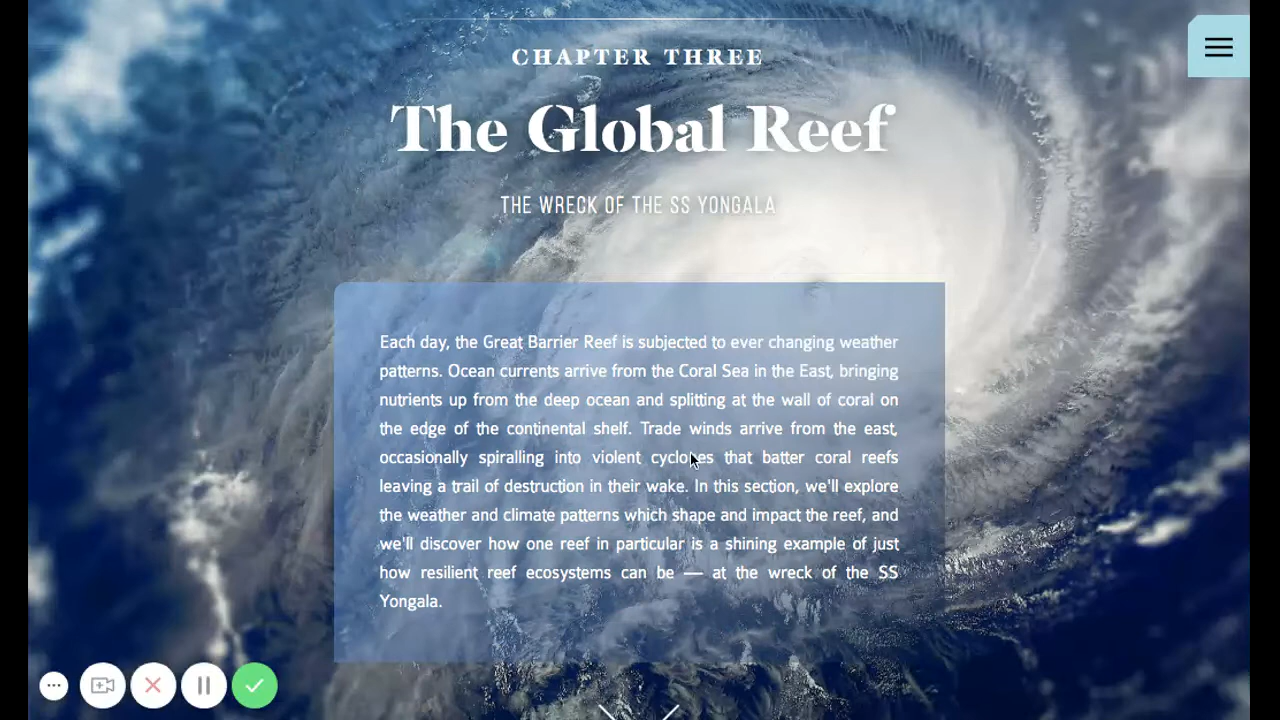 CHAPTER THREE
The Global Reef
THE WRECK OF THE SS YONGALA
Each day, the Great Barrier Reef is subjected to ever changing weather
patterns. Ocean currents arrive from the Coral Sea in the East, bringing
nutrients up from the deep ocean and splitting at the wall of coral on
the edge of the continental shelf. Trade winds arrive from the east,
occasionally spiralling into violent cyclones that batter coral reefs
leaving a trail of destruction in their wake. In this section, we'll explore
the weather and climate patterns which shape and impact the reef, and
we'll discover how one reef in particular is a shining example of just
how resilient reef ecosystems can be — at the wreck of the SS
Yongala.